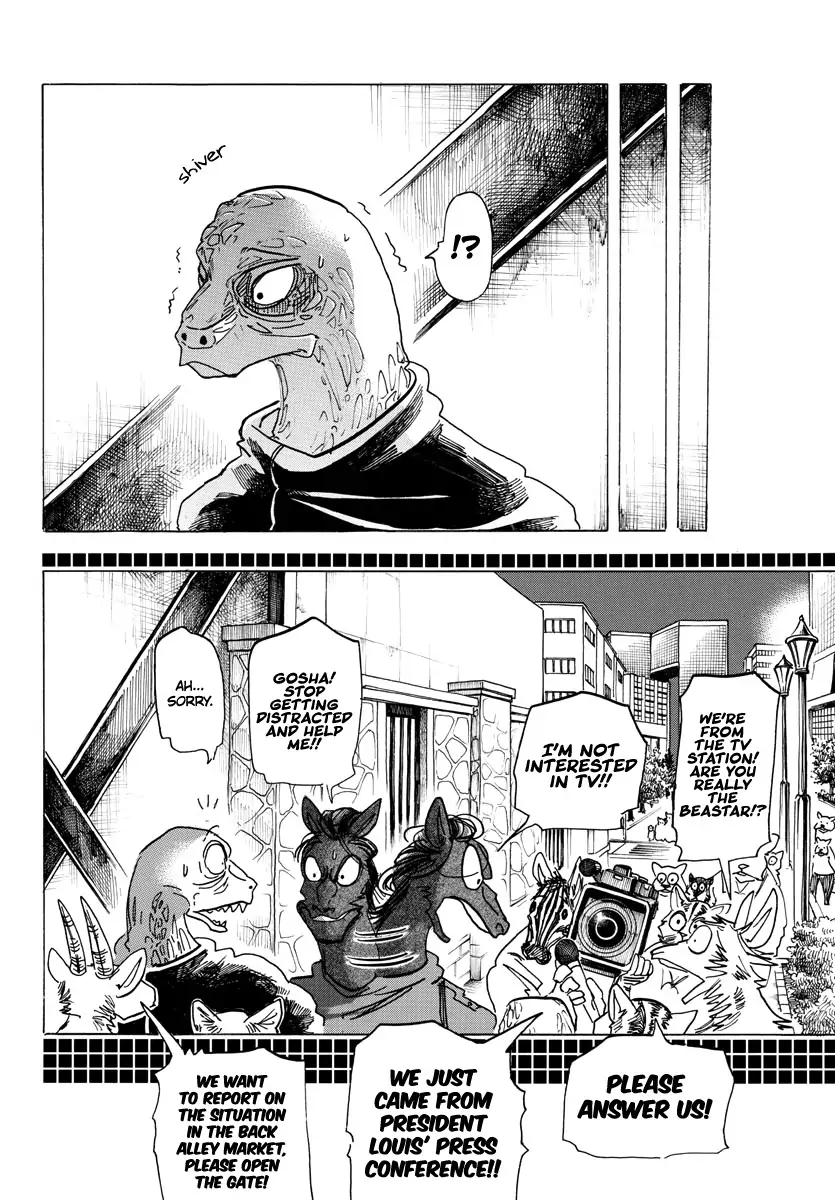 shiver
!?
GOSHA!
STOP
GETTING
DISTRACTED
AND HELP
ME!!
AH...
SORRY.
WE'RE
FROM
THE TV
STATION!
ARE YOU
REALLY
THE
BEASTAR!?
I'M NOT
INTERESTED
IN TV!!
PLEASE
ANSWER US!
WE JUST
CAME FROM
PRESIDENT
LOUIS' PRESS
CONFERENCE!!
WE WANT
TO REPORT ON
THE SITUATION
IN THE BACK
ALLEY MARKET,
PLEASE OPEN
THE GATE!